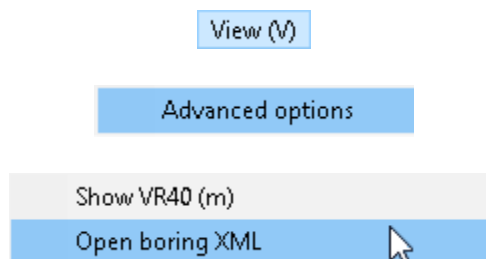 View (V)
Advanced options
Show VR40 (m)
Open boring XML